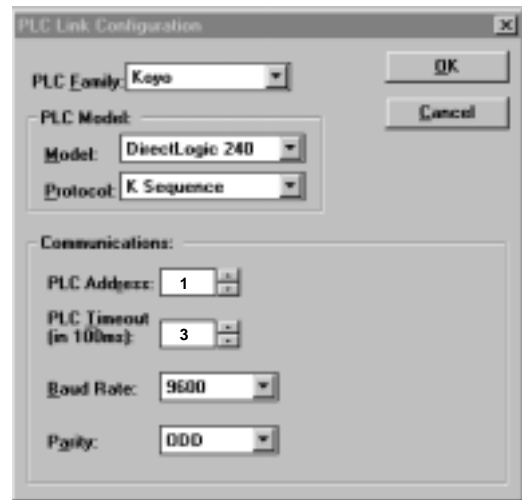 PLC Link Configuration
PLC Family: Koyo
OK
Cancel
PLC Model:
Model: DirectLogic 240
Protocol: K Sequence
Communications:
PLC Address: 1
PLC Timeout
(in 100ms): 3
Baud Rate: 9600
Parity: ODD